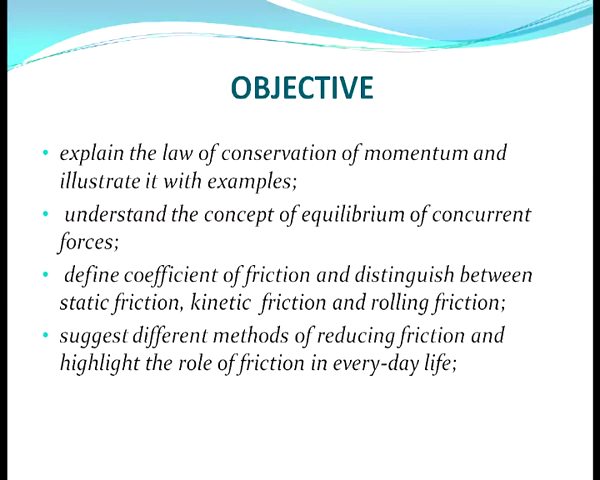 OBJECTIVE
• explain the law of conservation of momentum and
illustrate it with examples;
• understand the concept of equilibrium of concurrent
forces;
• define coefficient of friction and distinguish between
static friction, kinetic friction and rolling friction;
• suggest different methods of reducing friction and
highlight the role of friction in every-day life;